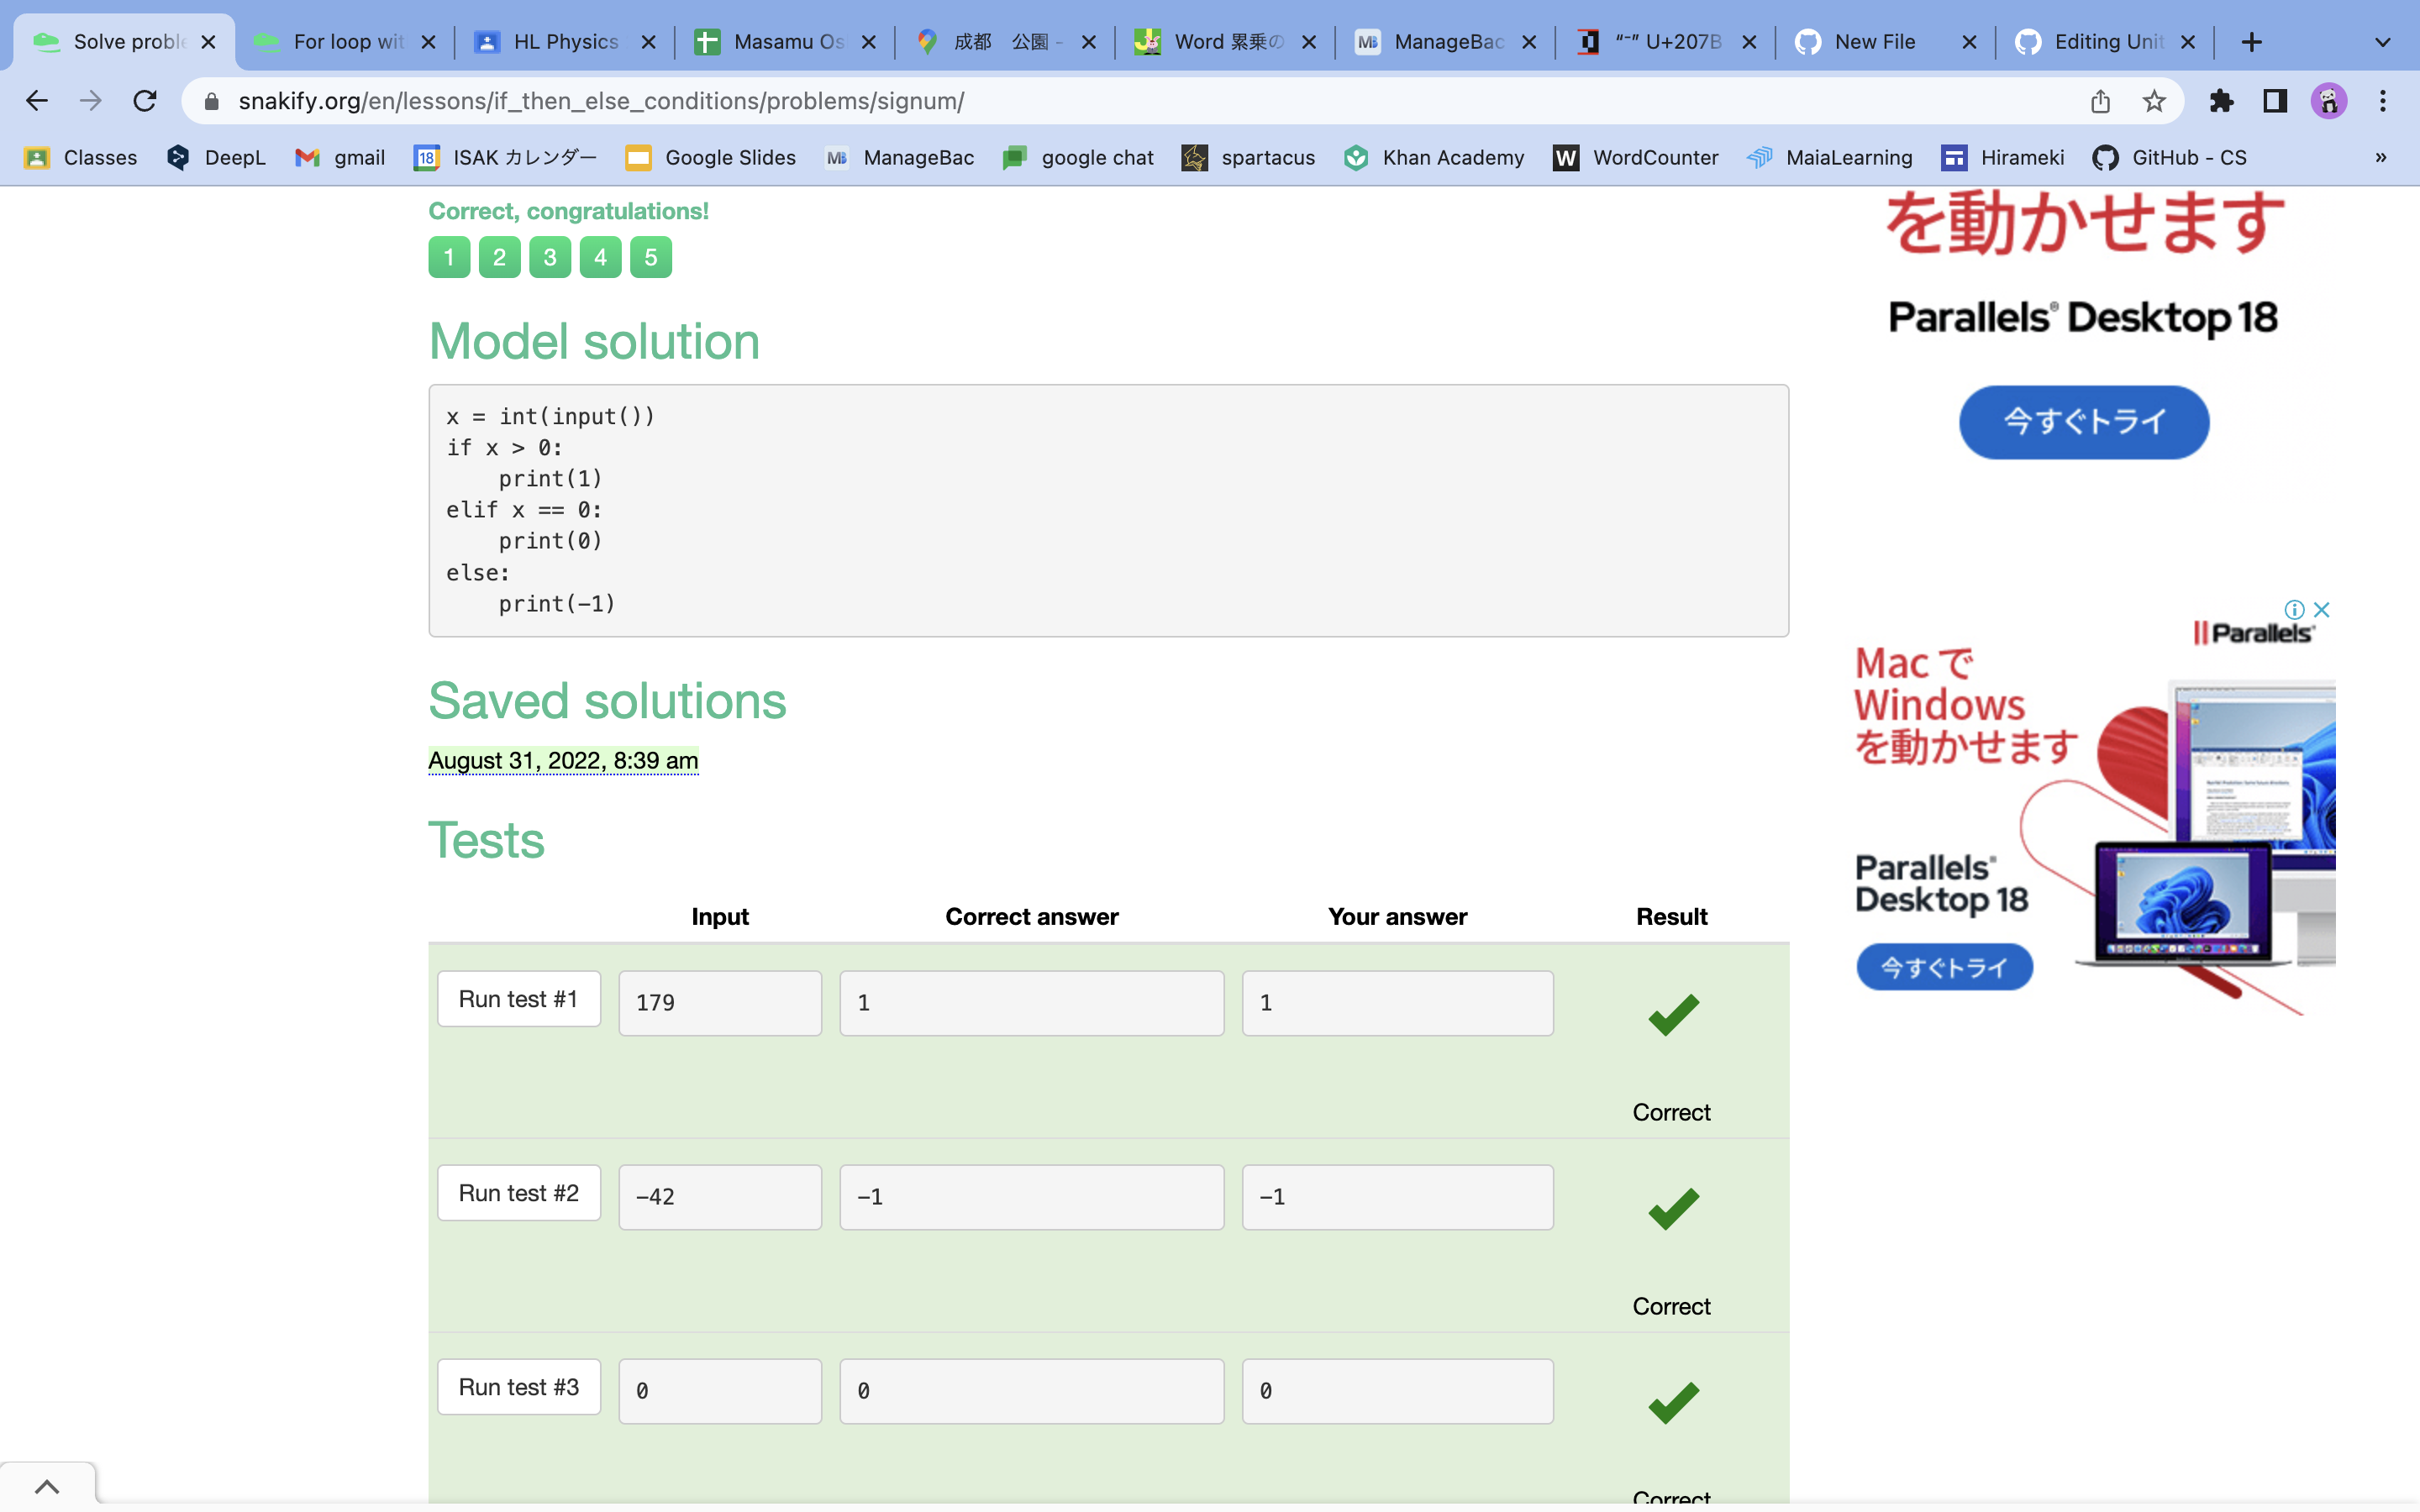 Solve proble
For loop wit
HL Physics
Masamu Os
成都 公園 -
Word 累乗の
ManageBac
“⁻” U+207B
New File
Editing Unit
snakify.org/en/lessons/if_then_else_conditions/problems/signum/
Classes
DeepL
gmail
18
ISAK カレンダー
Google Slides
MB
ManageBac
google chat
spartacus
Khan Academy
W
WordCounter
MaiaLearning
Hirameki
GitHub - CS
»
Correct, congratulations!
1 2 3 4 5
Model solution
x = int(input())
if x > 0:
    print(1)
elif x == 0:
    print(0)
else:
    print(-1)
Saved solutions
August 31, 2022, 8:39 am
Tests
Input Correct answer Your answer Result
Run test #1 179 1 1
Correct
Run test #2 -42 -1 -1
Correct
Run test #3 0 0 0
Correct
を動かせます
Parallels® Desktop 18
今すぐトライ
Parallels®
Mac で
Windows
を動かせます
Parallels®
Desktop 18
今すぐトライ